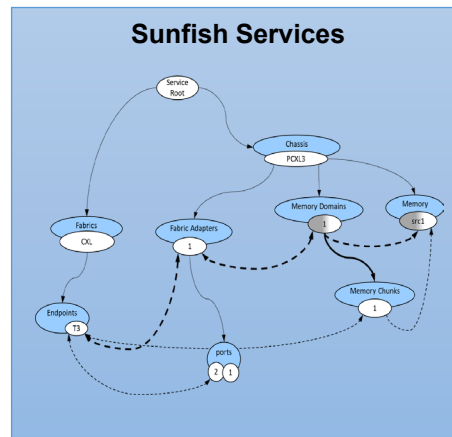 Sunfish Services
Service
Root
Chassis
PCXL3
Memory Domains
1
Memory
src1
Fabrics
CXL
Fabric Adapters
1
Memory Chunks
1
Endpoints
T3
ports
2 1